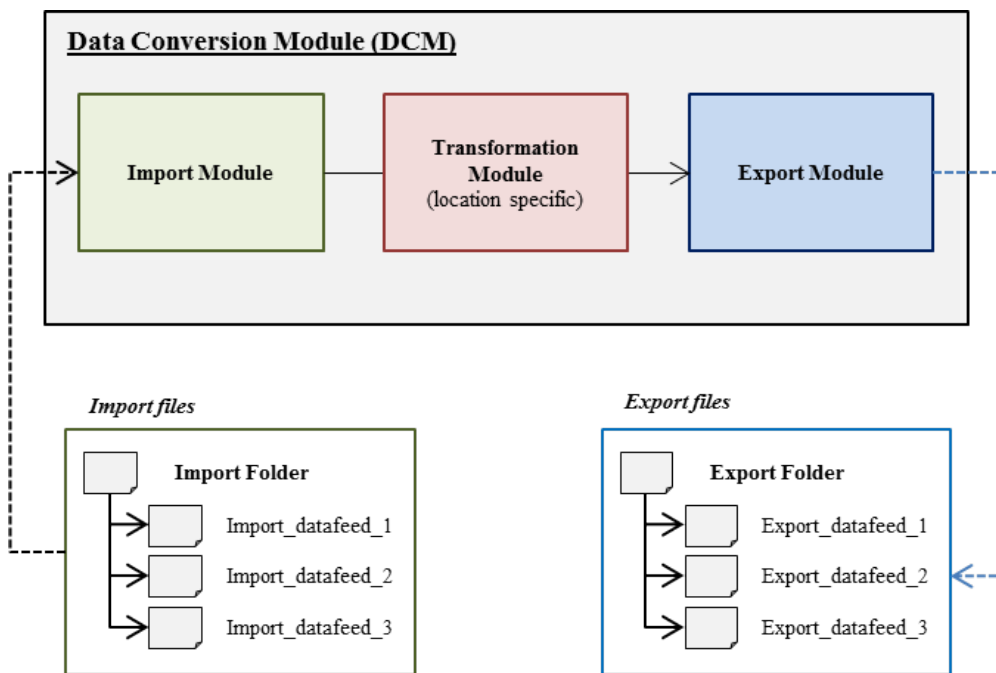 Data Conversion Module (DCM)
Import Module
Transformation
Module
(location specific)
Export Module
Import files
Import Folder
Import_datafeed_1
Import_datafeed_2
Import_datafeed_3
Export files
Export Folder
Export_datafeed_1
Export_datafeed_2
Export_datafeed_3